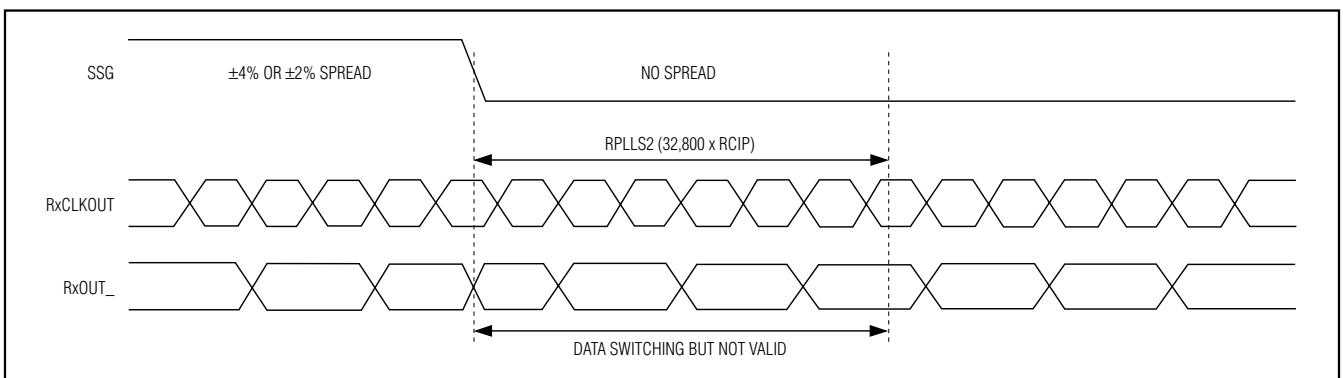 SSG
±4% OR ±2% SPREAD
NO SPREAD
RPLLS2 (32,800 x RCIP)
RxCLKOUT
RxOUT_
DATA SWITCHING BUT NOT VALID